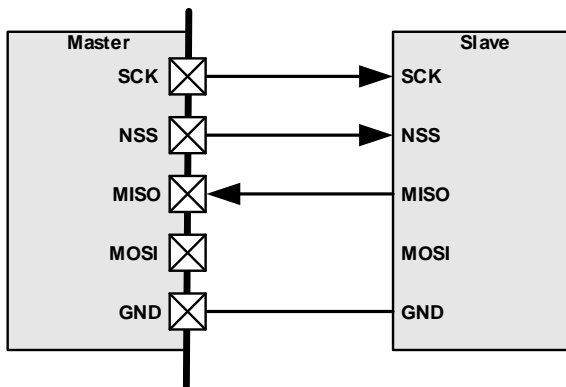 Master Slave
SCK SCK
NSS NSS
MISO MISO
MOSI MOSI
GND GND